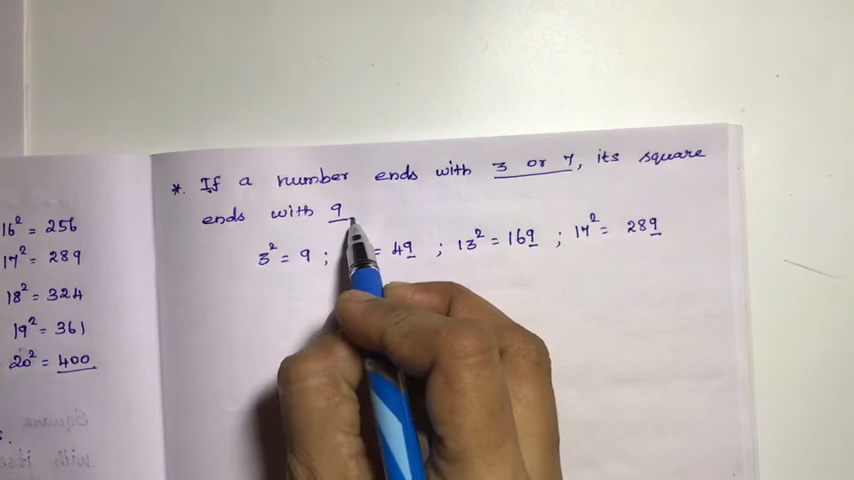 16² = 256
17² = 289
18² = 324
19² = 361
20² = 400
*. If a number ends with 3 or 7, its square
ends with 9
3² = 9 ; = 49 ; 13² = 169 ; 17² = 289